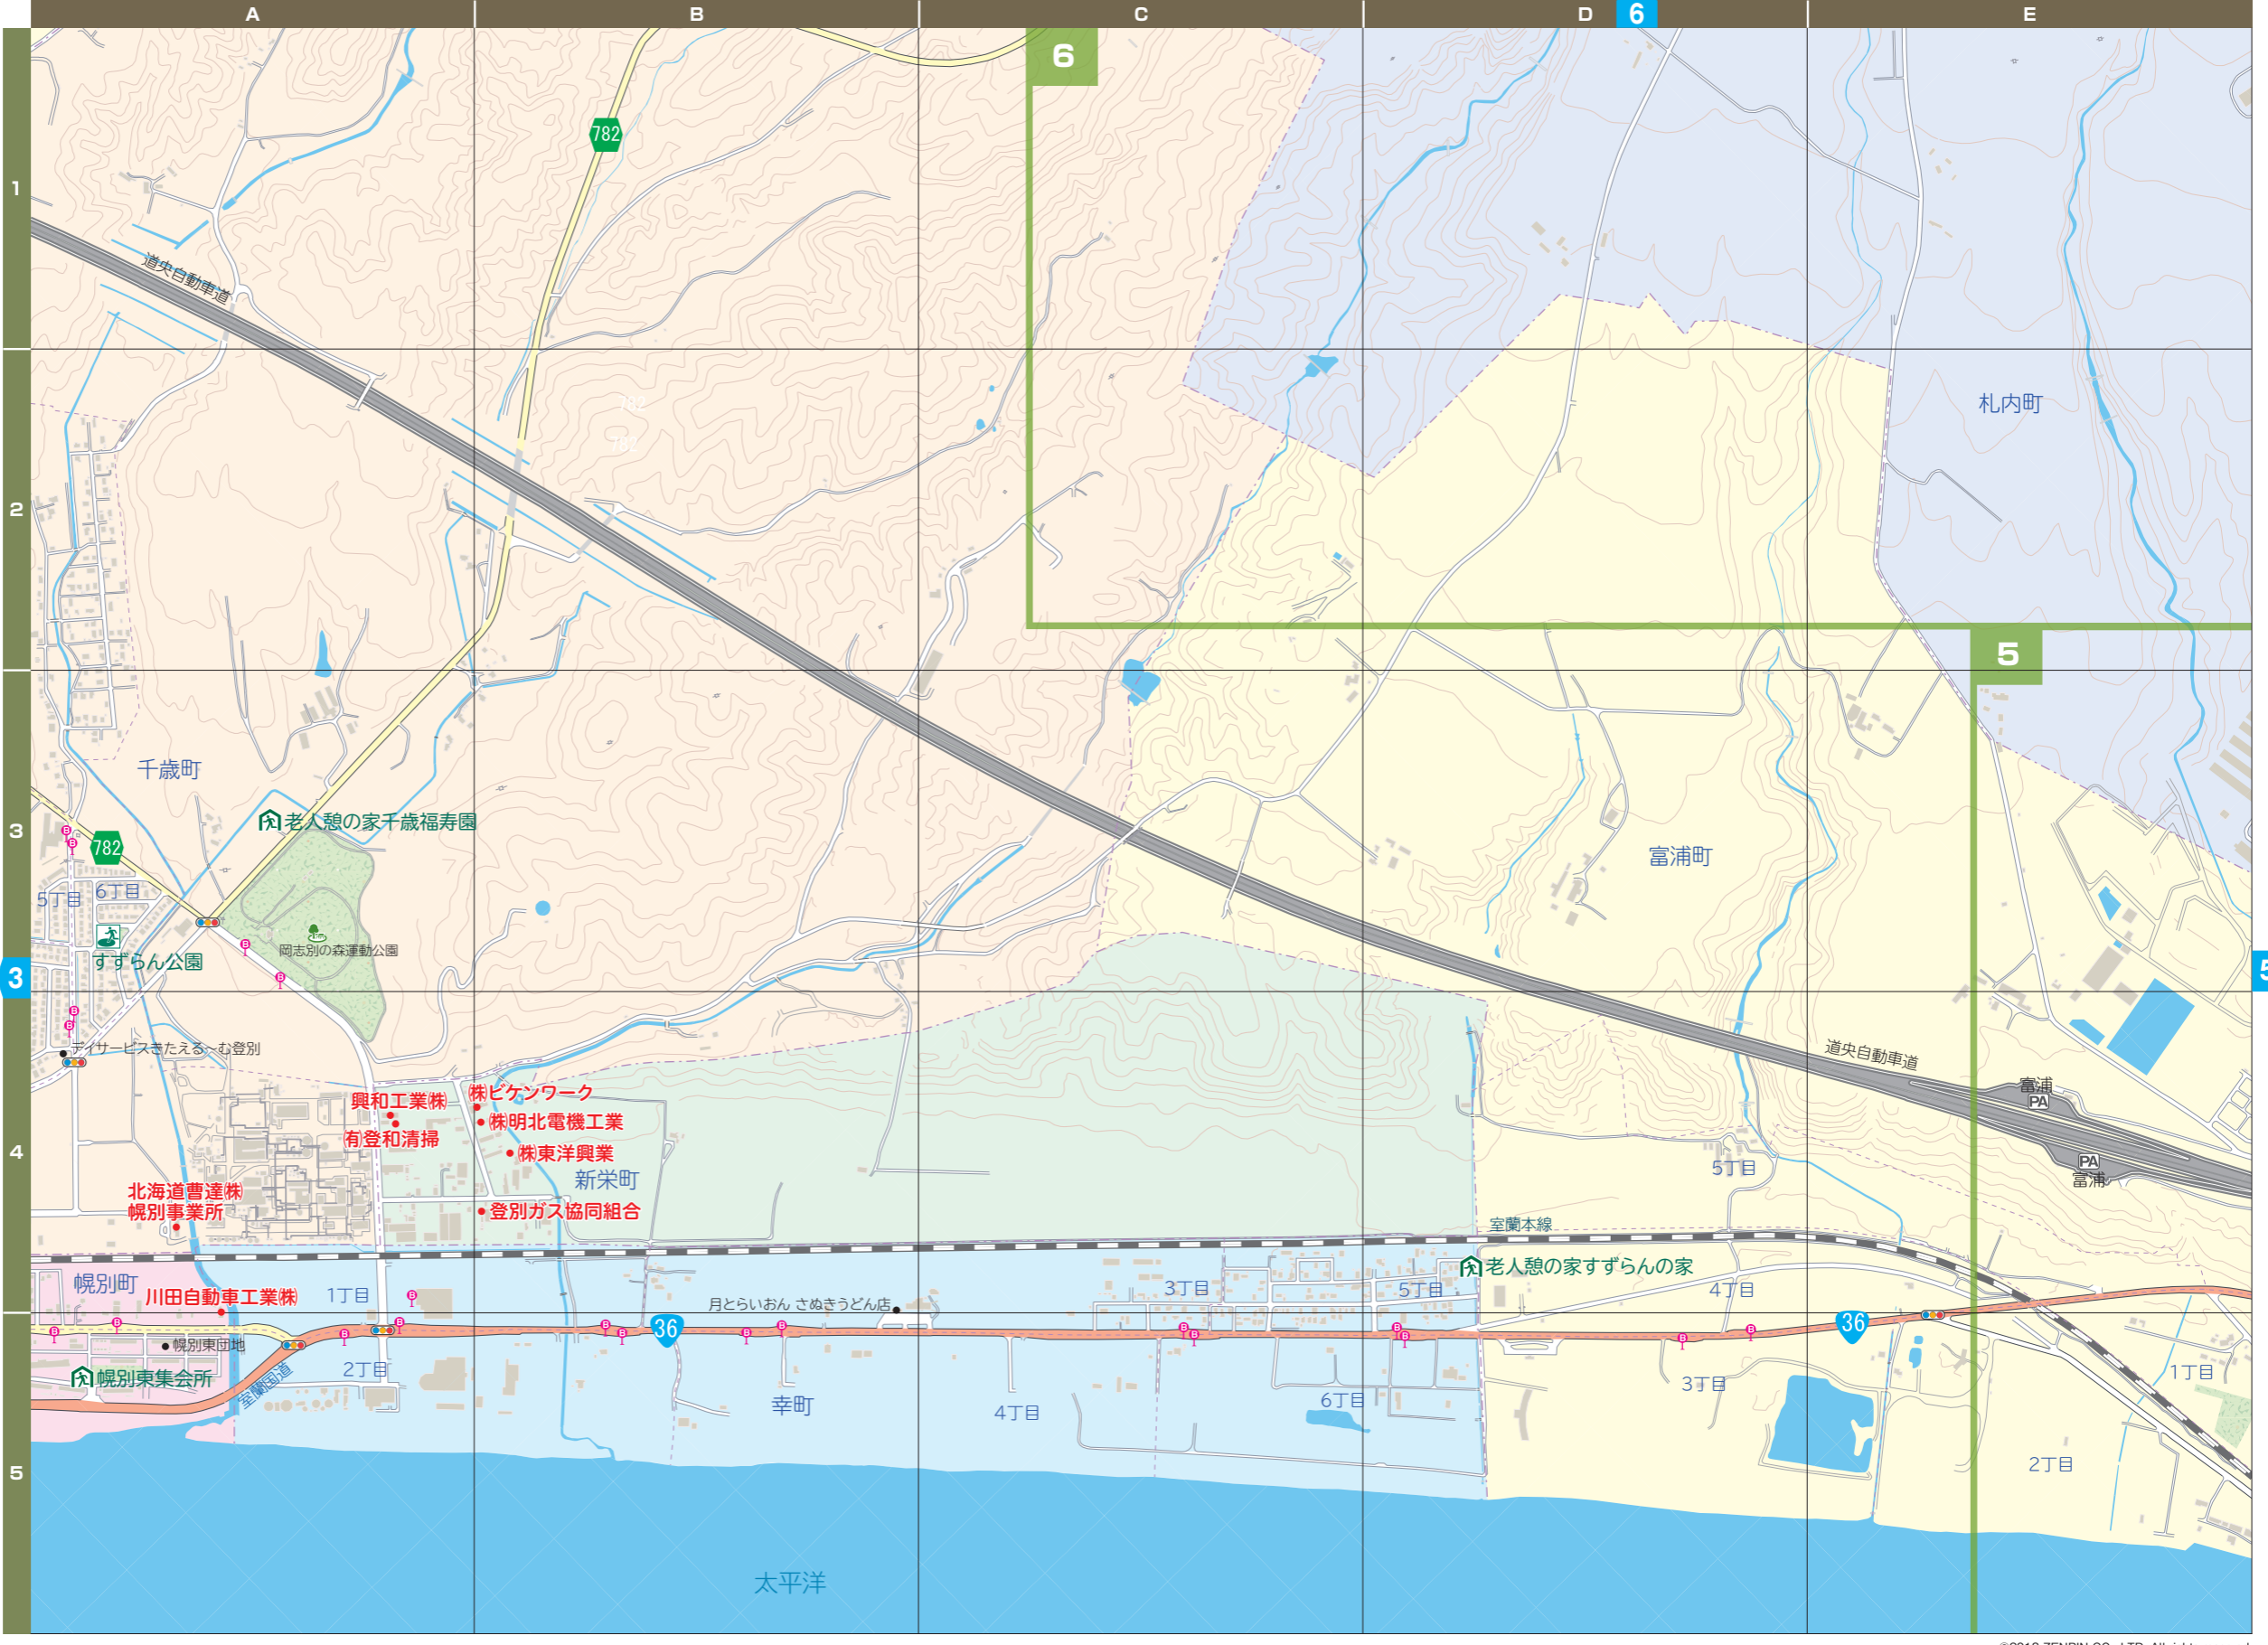 A
B
C
D
6
E
6
1
782
道央自動車道
782
札内町
782
2
5
千歳町
老人憩の家千歳福寿園
3
782
富浦町
5丁目
6丁目
岡志別の森運動公園
すずらん公園
3
5
デイサービスきたえる〜む登別
道央自動車道
富浦
PA
興和工業㈱
㈱ビケンワーク
㈱明北電機工業
㈲登和清掃
㈱東洋興業
4
新栄町
5丁目
PA
富浦
北海道曹達㈱
幌別事業所
登別ガス協同組合
室蘭本線
老人憩の家すずらんの家
幌別町
川田自動車工業㈱
1丁目
3丁目
5丁目
4丁目
月とらいおん さぬきうどん店
36
36
幌別東団地
幌別東集会所
室蘭国道
2丁目
幸町
4丁目
6丁目
3丁目
1丁目
5
2丁目
太平洋